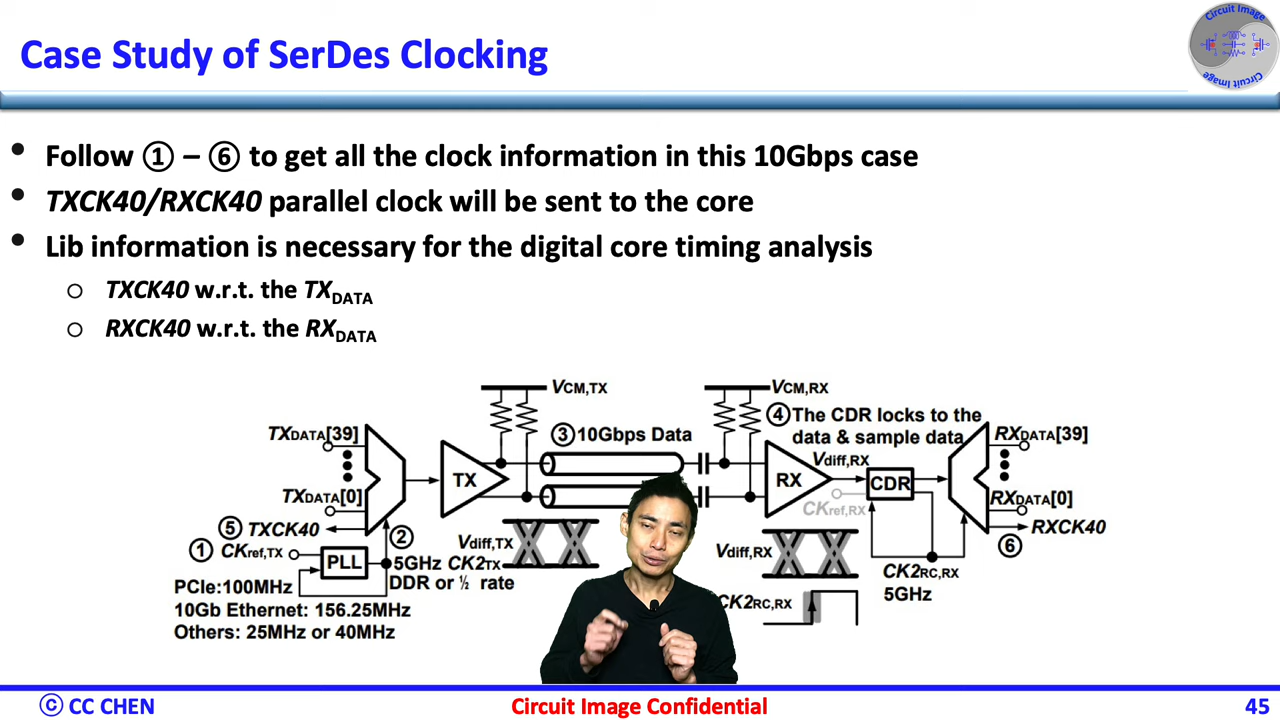 Case Study of SerDes Clocking
Circuit Image
Circuit Image
• Follow ① – ⑥ to get all the clock information in this 10Gbps case
• TXCK40/RXCK40 parallel clock will be sent to the core
• Lib information is necessary for the digital core timing analysis
○ TXCK40 w.r.t. the TXDATA
○ RXCK40 w.r.t. the RXDATA
VCM,TX
VCM,RX
TXDATA[39]
③10Gbps Data
④The CDR locks to the
data & sample data
RXDATA[39]
Vdiff,RX
TX
RX
CDR
TXDATA[0]
RXDATA[0]
CKref,RX
⑤ TXCK40
RXCK40
② 
① CKref,TX
Vdiff,TX
Vdiff,RX
⑥
PLL
5GHz CK2TX
DDR or ½ rate
CK2RC,RX
5GHz
PCIe:100MHz
10Gb Ethernet: 156.25MHz
CK2RC,RX
Others: 25MHz or 40MHz
© CC CHEN
Circuit Image Confidential
45